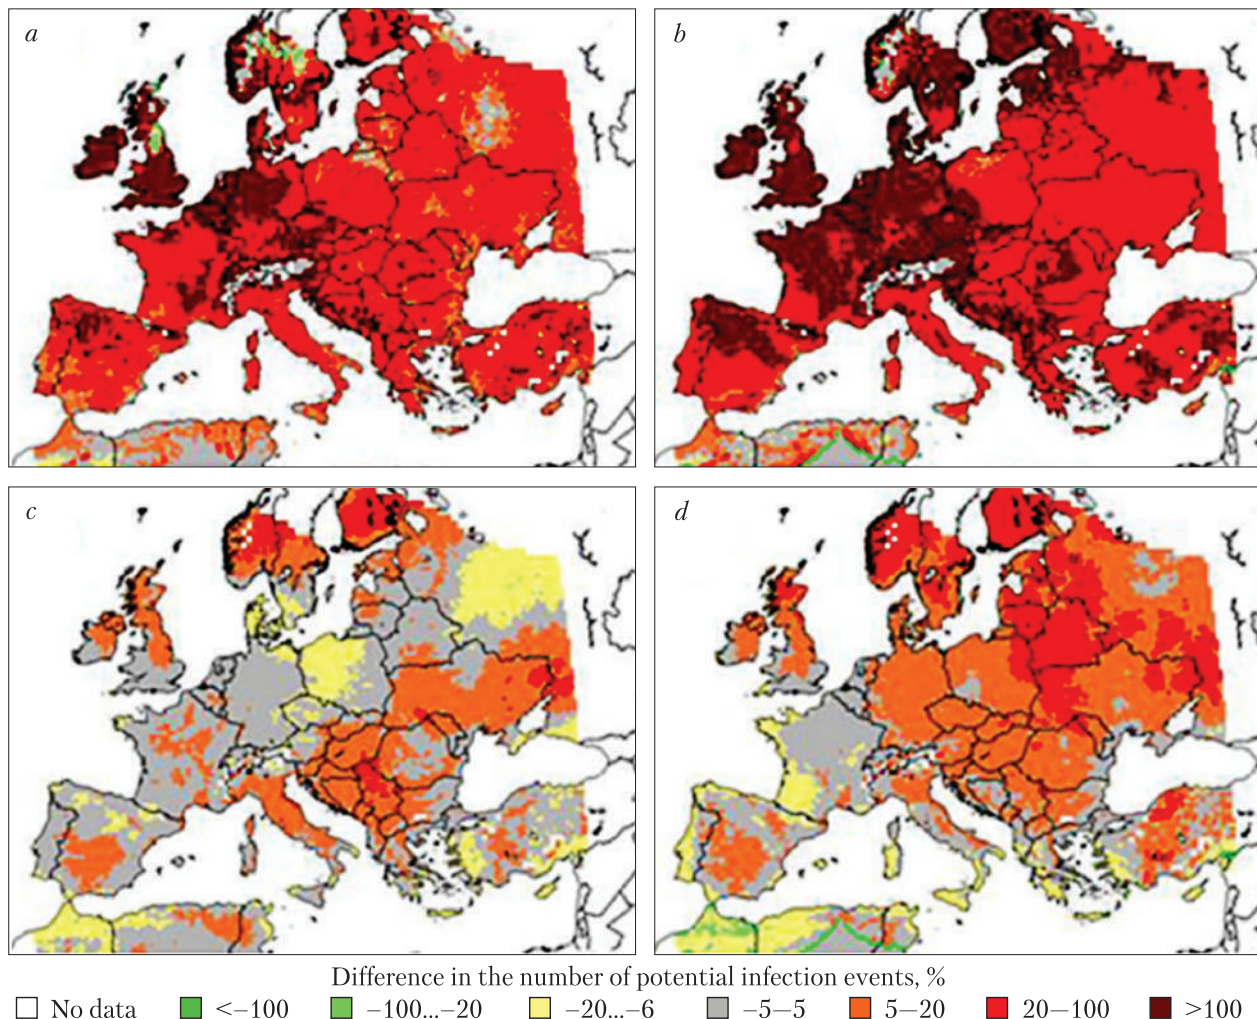 a
b
c
d
Difference in the number of potential infection events, %
No data <–100 –100...–20 –20...–6 –5–5 5–20 20–100 >100